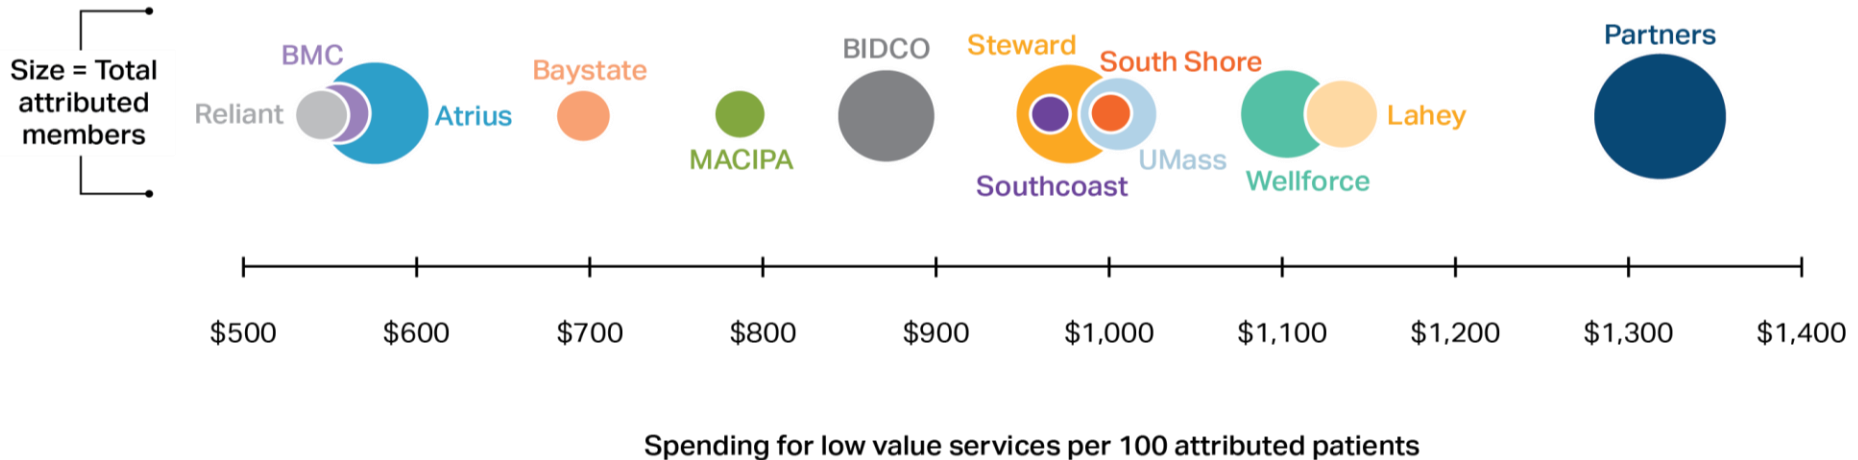 Size = Total
attributed
members
Reliant
BMC
Atrius
Baystate
MACIPA
BIDCO
Steward
Southcoast
South Shore
UMass
Wellforce
Lahey
Partners
$500
$600
$700
$800
$900
$1,000
$1,100
$1,200
$1,300
$1,400
Spending for low value services per 100 attributed patients